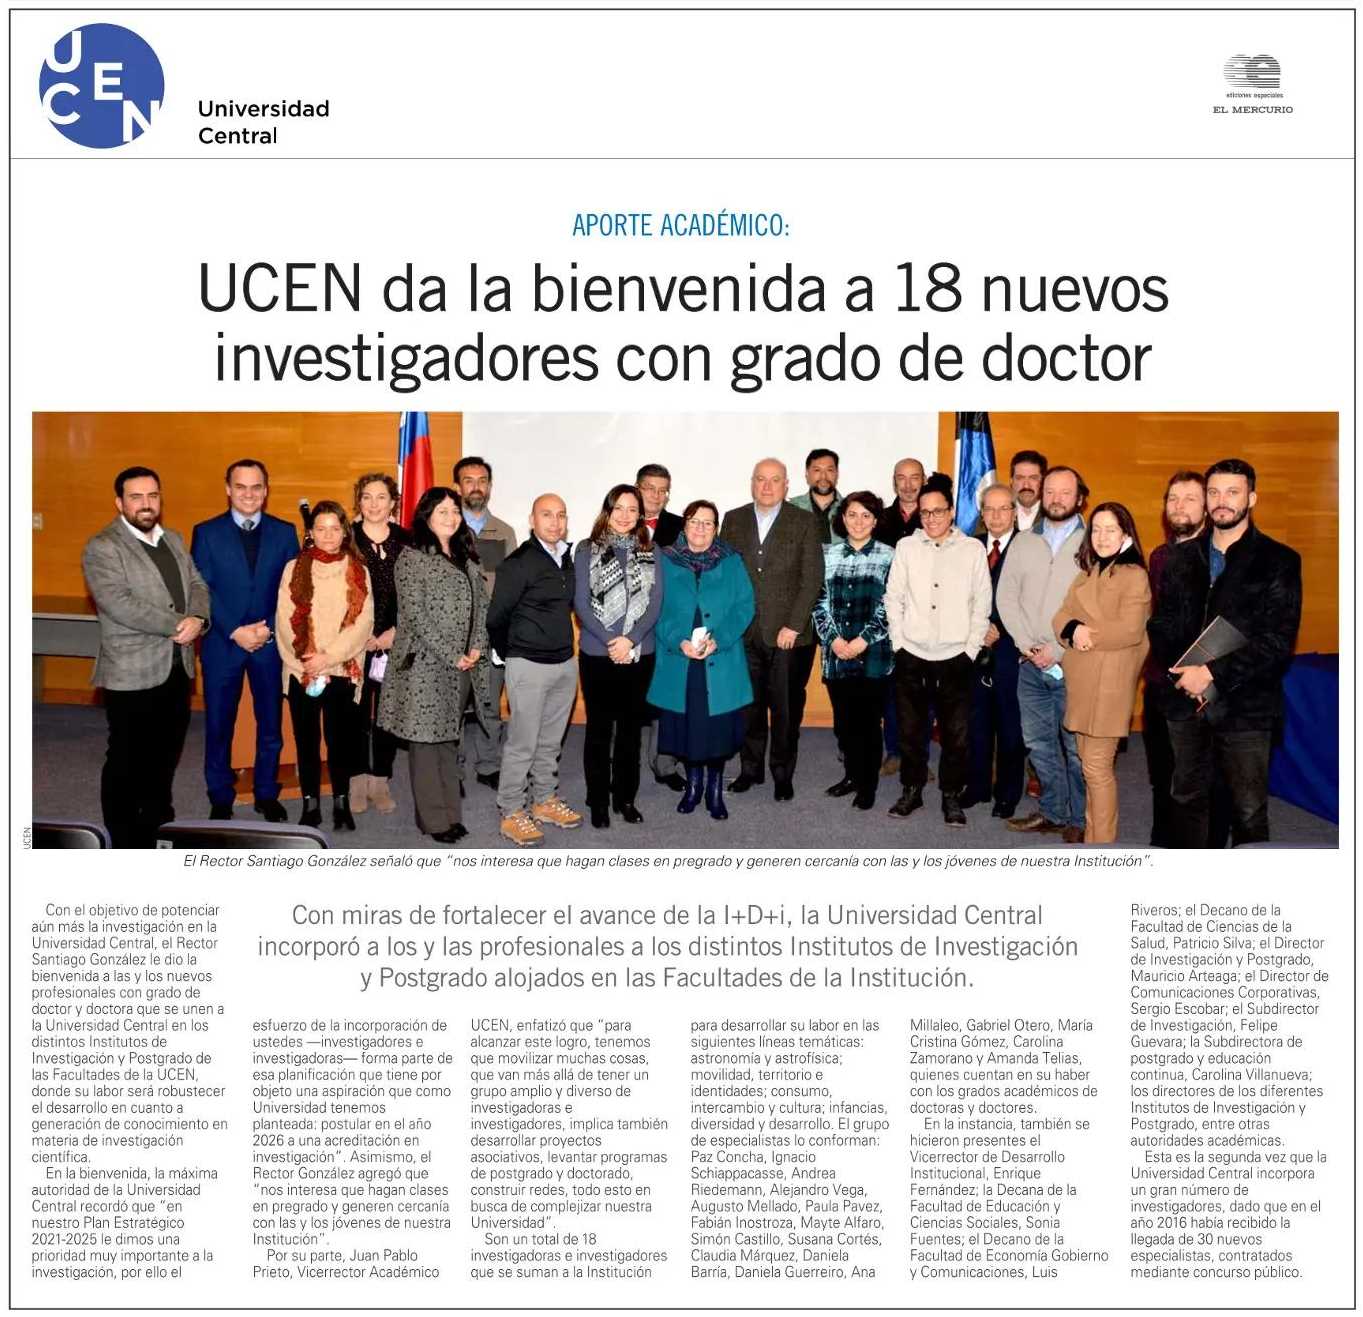 UCEN
Universidad
Central
ediciones especiales
EL MERCURIO
APORTE ACADÉMICO:
UCEN da la bienvenida a 18 nuevos
investigadores con grado de doctor
UCEN
El Rector Santiago González señaló que “nos interesa que hagan clases en pregrado y generen cercanía con las y los jóvenes de nuestra Institución”.
Con miras de fortalecer el avance de la I+D+i, la Universidad Central
incorporó a los y las profesionales a los distintos Institutos de Investigación
y Postgrado alojados en las Facultades de la Institución.
Con el objetivo de potenciar
aún más la investigación en la
Universidad Central, el Rector
Santiago González le dio la
bienvenida a las y los nuevos
profesionales con grado de
doctor y doctora que se unen a
la Universidad Central en los
distintos Institutos de
Investigación y Postgrado de
las Facultades de la UCEN,
donde su labor será robustecer
el desarrollo en cuanto a
generación de conocimiento en
materia de investigación
científica.
En la bienvenida, la máxima
autoridad de la Universidad
Central recordó que “en
nuestro Plan Estratégico
2021-2025 le dimos una
prioridad muy importante a la
investigación, por ello el
esfuerzo de la incorporación de
ustedes —investigadores e
investigadoras— forma parte de
esa planificación que tiene por
objeto una aspiración que como
Universidad tenemos
planteada: postular en el año
2026 a una acreditación en
investigación”. Asimismo, el
Rector González agregó que
“nos interesa que hagan clases
en pregrado y generen cercanía
con las y los jóvenes de nuestra
Institución”.
Por su parte, Juan Pablo
Prieto, Vicerrector Académico
UCEN, enfatizó que “para
alcanzar este logro, tenemos
que movilizar muchas cosas,
que van más allá de tener un
grupo amplio y diverso de
investigadoras e
investigadores, implica también
desarrollar proyectos
asociativos, levantar programas
de postgrado y doctorado,
construir redes, todo esto en
busca de complejizar nuestra
Universidad”.
Son un total de 18
investigadoras e investigadores
que se suman a la Institución
para desarrollar su labor en las
siguientes líneas temáticas:
astronomía y astrofísica;
movilidad, territorio e
identidades; consumo,
intercambio y cultura; infancias,
diversidad y desarrollo. El grupo
de especialistas lo conforman:
Paz Concha, Ignacio
Schiappacasse, Andrea
Riedemann, Alejandro Vega,
Augusto Mellado, Paula Pavez,
Fabián Inostroza, Mayte Alfaro,
Simón Castillo, Susana Cortés,
Claudia Márquez, Daniela
Barría, Daniela Guerreiro, Ana
Millaleo, Gabriel Otero, María
Cristina Gómez, Carolina
Zamorano y Amanda Telias,
quienes cuentan en su haber
con los grados académicos de
doctoras y doctores.
En la instancia, también se
hicieron presentes el
Vicerrector de Desarrollo
Institucional, Enrique
Fernández; la Decana de la
Facultad de Educación y
Ciencias Sociales, Sonia
Fuentes; el Decano de la
Facultad de Economía Gobierno
y Comunicaciones, Luis
Riveros; el Decano de la
Facultad de Ciencias de la
Salud, Patricio Silva; el Director
de Investigación y Postgrado,
Mauricio Arteaga; el Director de
Comunicaciones Corporativas,
Sergio Escobar; el Subdirector
de Investigación, Felipe
Guevara; la Subdirectora de
postgrado y educación
continua, Carolina Villanueva;
los directores de los diferentes
Institutos de Investigación y
Postgrado, entre otras
autoridades académicas.
Esta es la segunda vez que la
Universidad Central incorpora
un gran número de
investigadores, dado que en el
año 2016 había recibido la
llegada de 30 nuevos
especialistas, contratados
mediante concurso público.